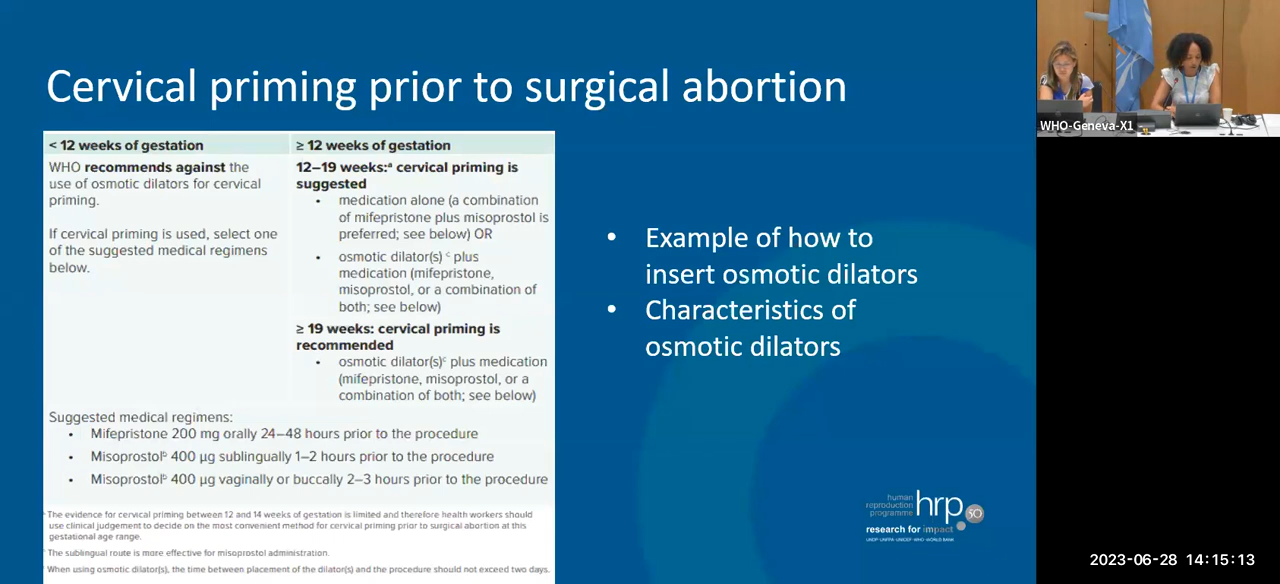 Cervical priming prior to surgical abortion
< 12 weeks of gestation
WHO recommends against the
use of osmotic dilators for cervical
priming.
If cervical priming is used, select one
of the suggested medical regimens
below.
≥ 12 weeks of gestation
12–19 weeks:ᵃ cervical priming is
suggested
• medication alone (a combination
of mifepristone plus misoprostol is
preferred; see below) OR
• osmotic dilator(s) ᶜ plus
medication (mifepristone,
misoprostol, or a combination of
both; see below)
≥ 19 weeks: cervical priming is
recommended
• osmotic dilator(s)ᶜ plus medication
(mifepristone, misoprostol, or a
combination of both; see below)
Suggested medical regimens:
• Mifepristone 200 mg orally 24–48 hours prior to the procedure
• Misoprostolᵇ 400 µg sublingually 1–2 hours prior to the procedure
• Misoprostolᵇ 400 µg vaginally or buccally 2–3 hours prior to the procedure
The evidence for cervical priming between 12 and 14 weeks of gestation is limited and therefore health workers should
use clinical judgement to decide on the most convenient method for cervical priming prior to surgical abortion at this
gestational age range.
The sublingual route is more effective for misoprostol administration.
When using osmotic dilator(s), the time between placement of the dilator(s) and the procedure should not exceed two days.
• Example of how to
insert osmotic dilators
• Characteristics of
osmotic dilators
human
reproduction
programme
hrp
50
research for impact
UNDP·UNFPA·UNICEF·WHO·WORLD BANK
WHO-Geneva-X1
2023-06-28 14:15:13